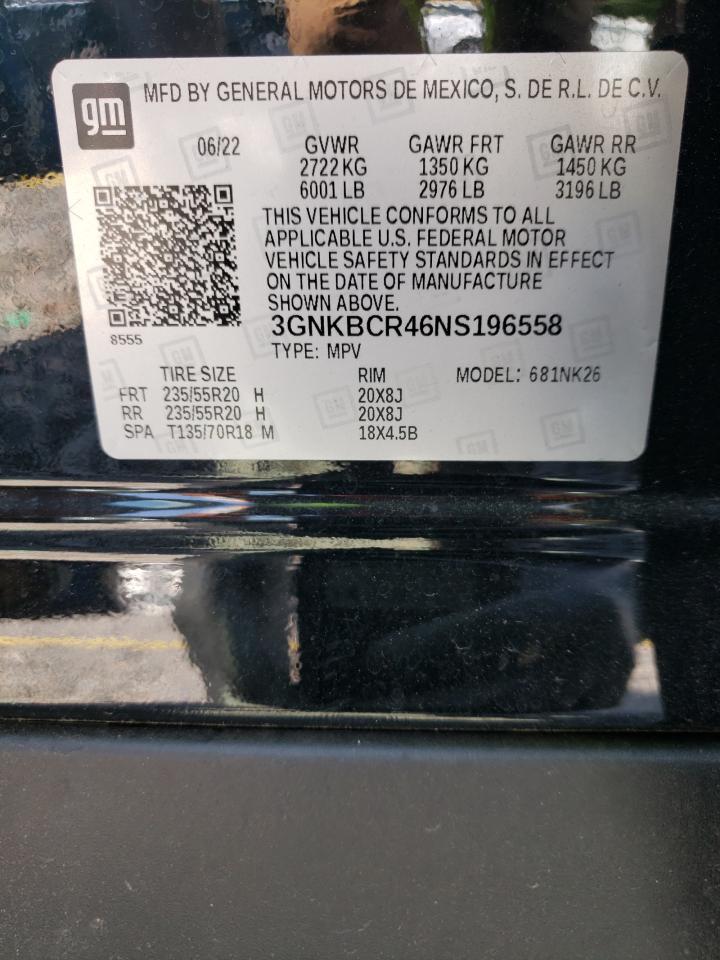 gm
MFD BY GENERAL MOTORS DE MEXICO, S. DE R.L. DE C.V.
06/22 GVWR GAWR FRT GAWR RR
2722 KG 1350 KG 1450 KG
6001 LB 2976 LB 3196 LB
THIS VEHICLE CONFORMS TO ALL
APPLICABLE U.S. FEDERAL MOTOR
VEHICLE SAFETY STANDARDS IN EFFECT
ON THE DATE OF MANUFACTURE
SHOWN ABOVE.
3GNKBCR46NS196558
8555
TYPE: MPV
TIRE SIZE RIM MODEL: 681NK26
FRT 235/55R20 H 20X8J
RR 235/55R20 H 20X8J
SPA T135/70R18 M 18X4.5B